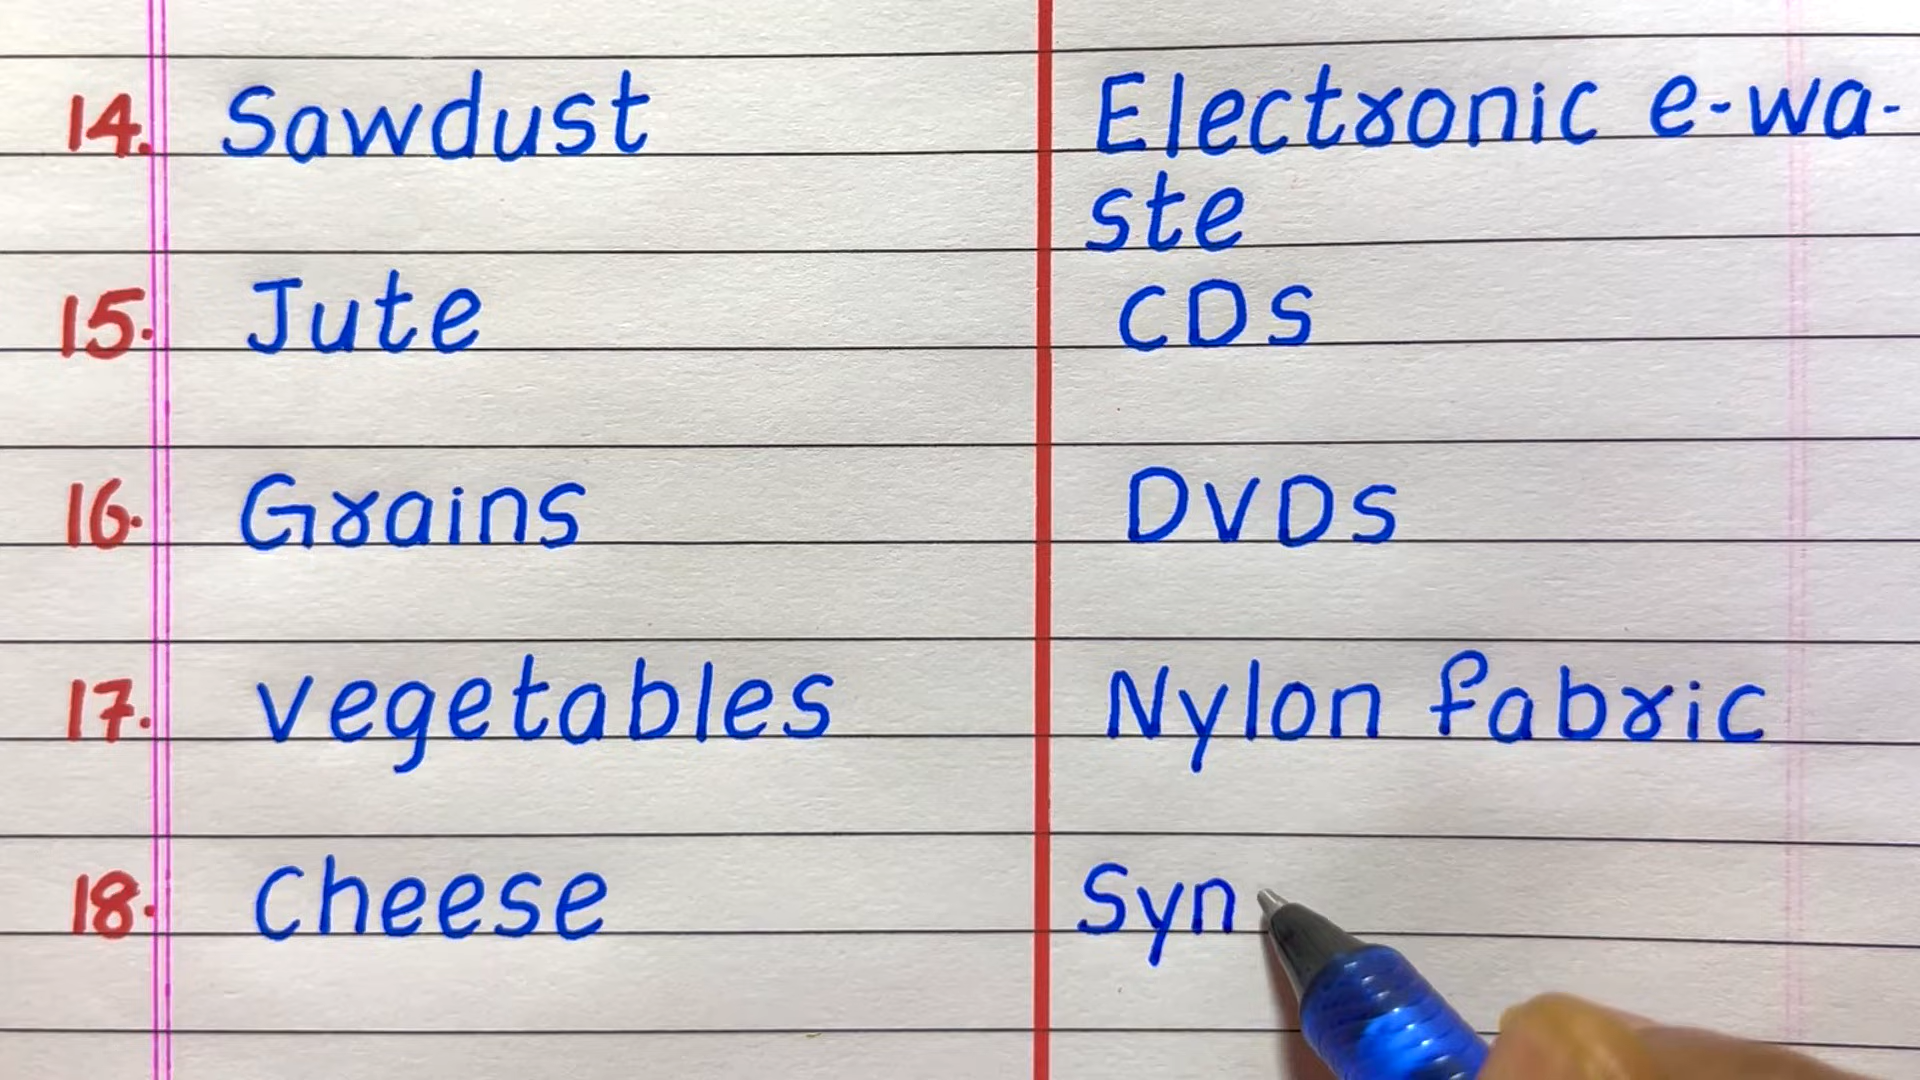 14. Sawdust Electronic e-wa-
ste
15. Jute CDS
16. Grains DVDS
17. vegetables Nylon fabric
18. Cheese Syn